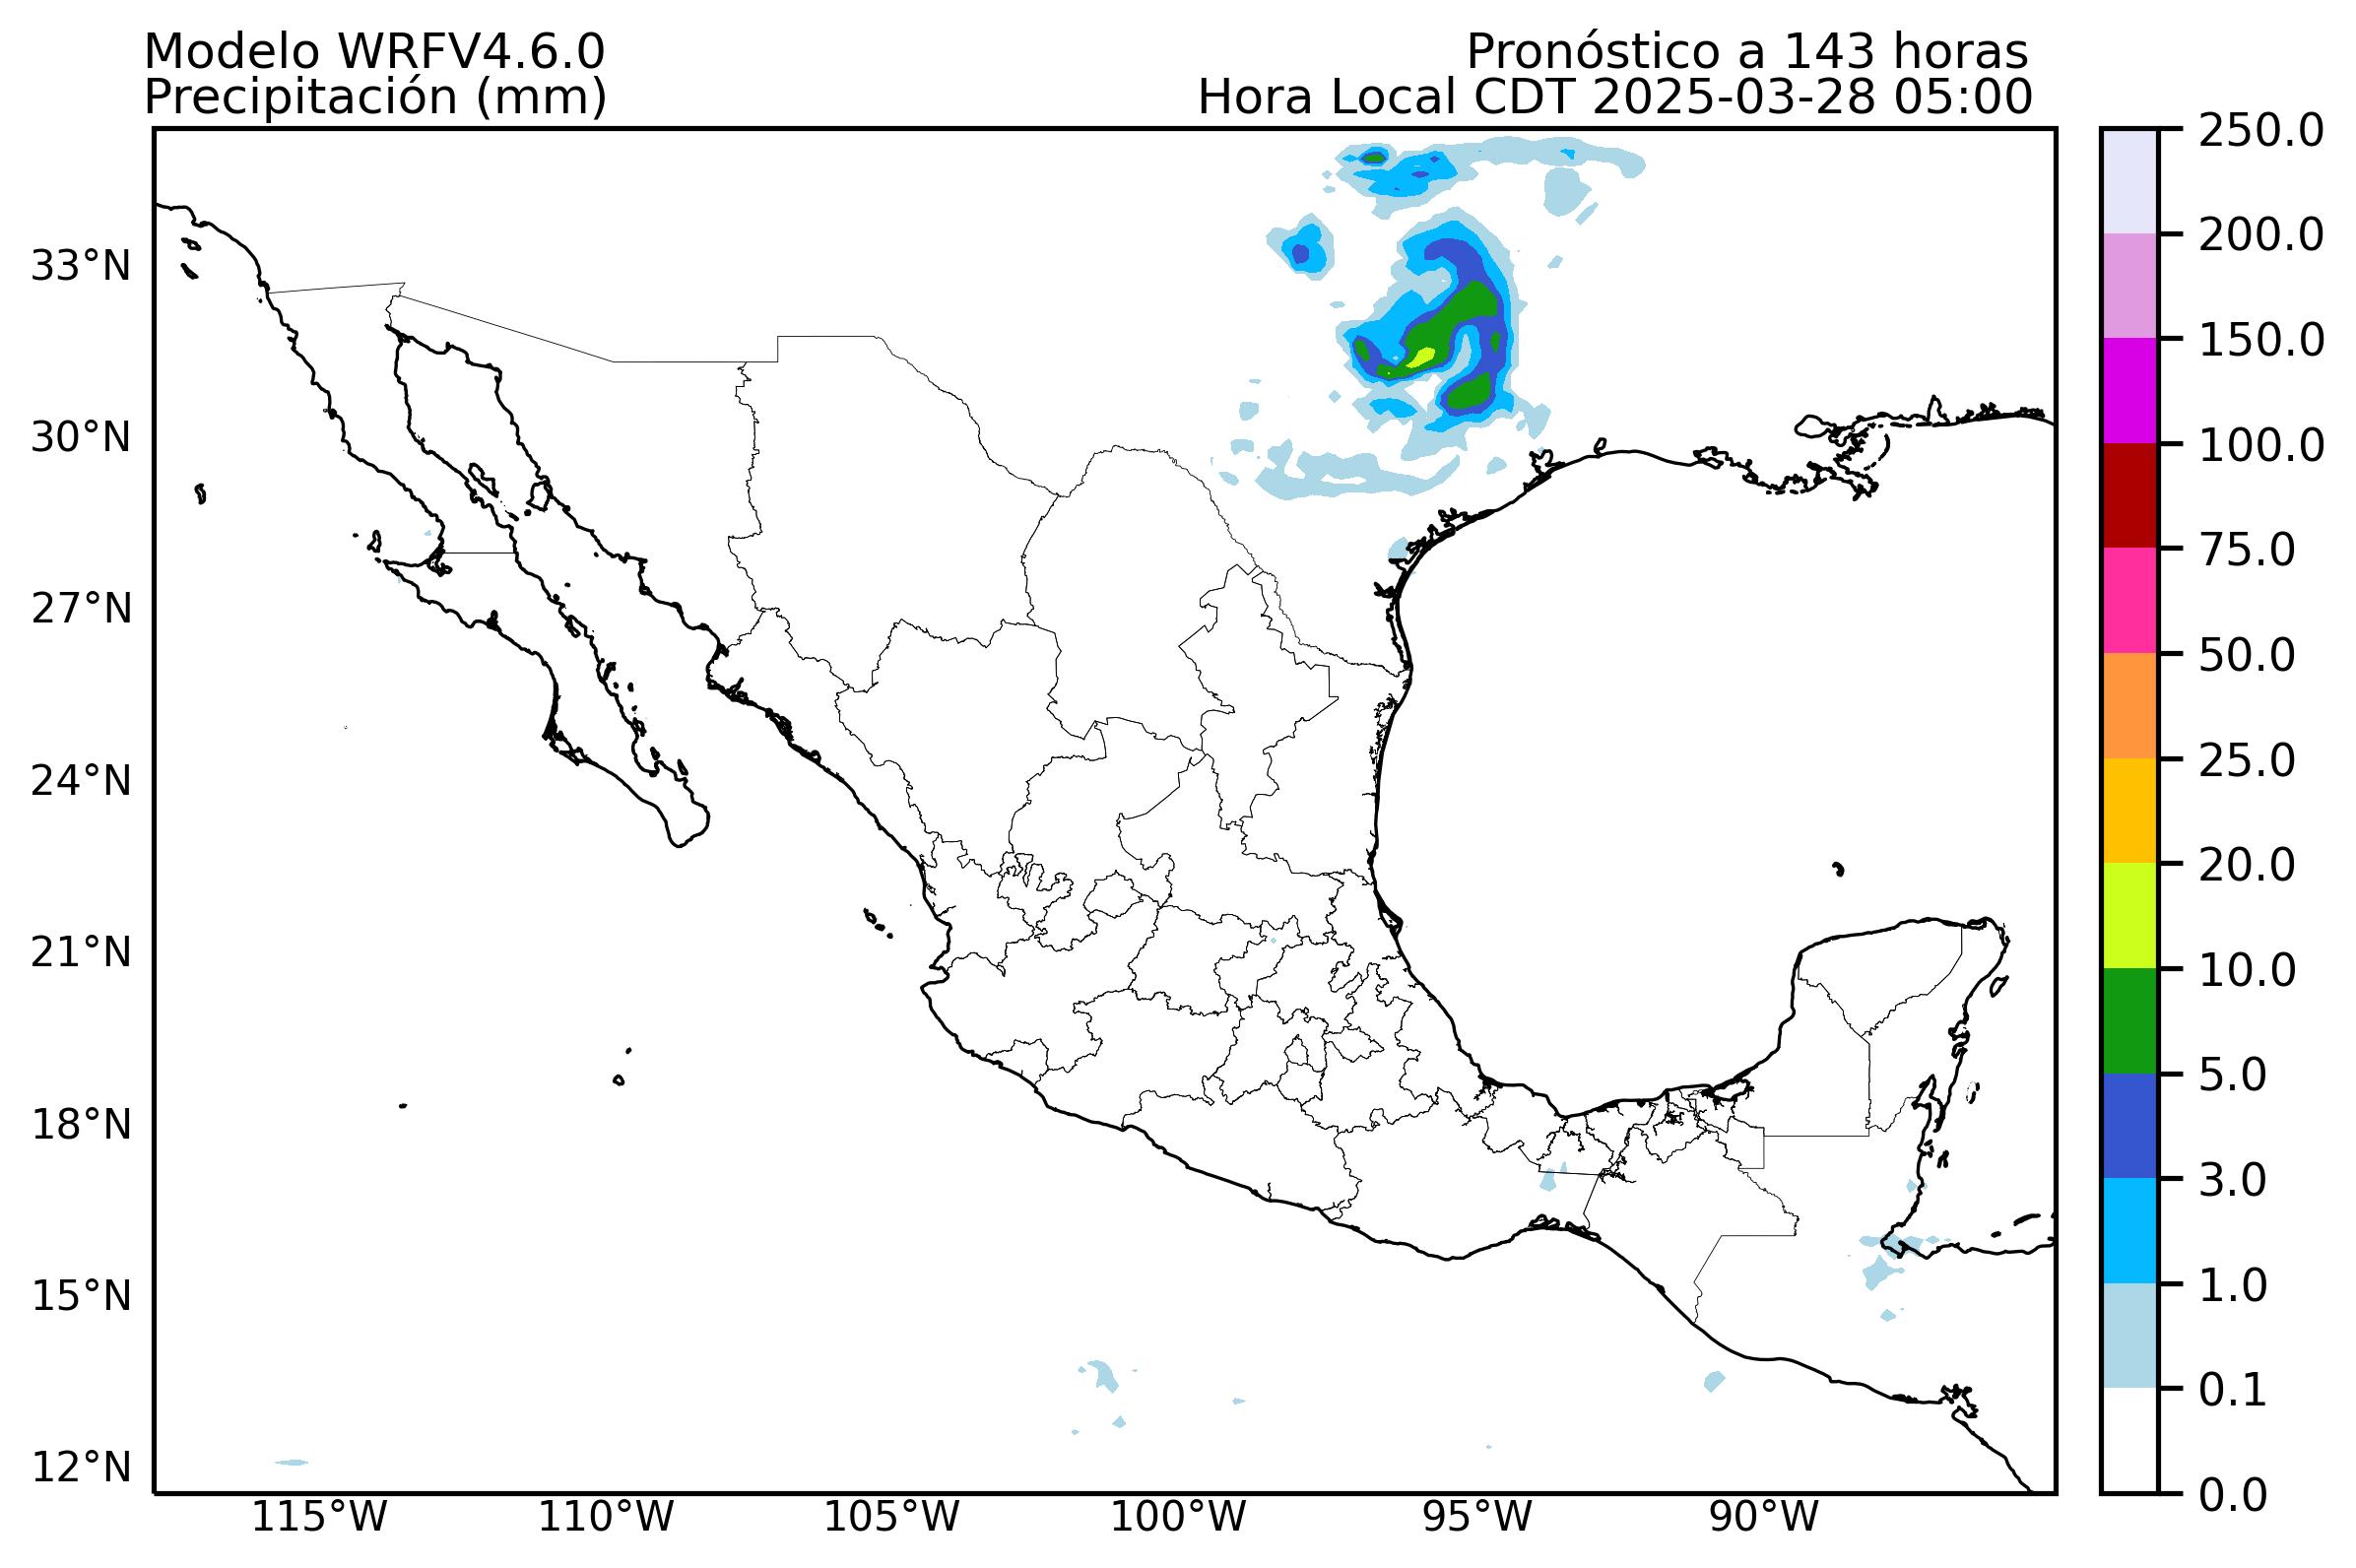 Modelo WRFV4.6.0
Pronóstico a 143 horas
Precipitación (mm)
Hora Local CDT 2025-03-28 05:00
33°N
30°N
27°N
24°N
21°N
18°N
15°N
12°N
115°W
110°W
105°W
100°W
95°W
90°W
250.0
200.0
150.0
100.0
75.0
50.0
25.0
20.0
10.0
5.0
3.0
1.0
0.1
0.0